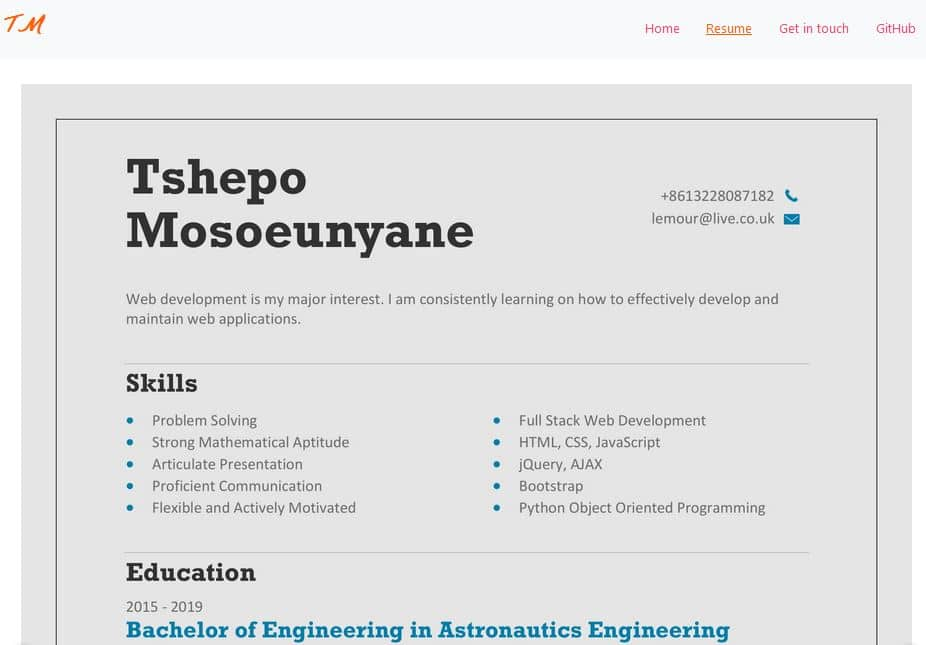 TM
Home Resume Get in touch GitHub
Tshepo
Mosoeunyane
+8613228087182
lemour@live.co.uk
Web development is my major interest. I am consistently learning on how to effectively develop and
maintain web applications.
Skills
Problem Solving
Strong Mathematical Aptitude
Articulate Presentation
Proficient Communication
Flexible and Actively Motivated
Full Stack Web Development
HTML, CSS, JavaScript
jQuery, AJAX
Bootstrap
Python Object Oriented Programming
Education
2015 - 2019
Bachelor of Engineering in Astronautics Engineering